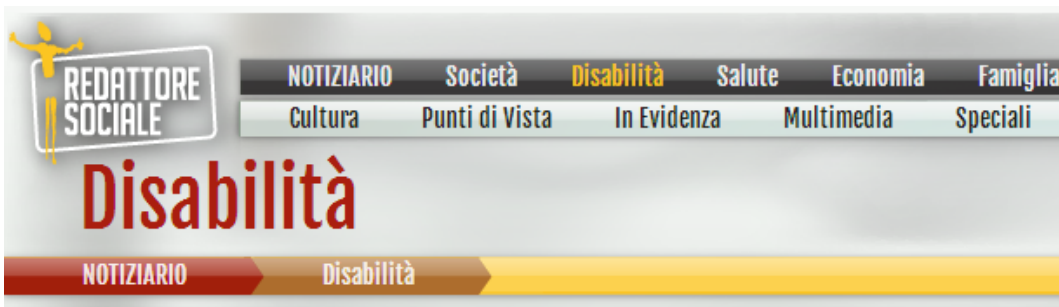 REDATTORE
SOCIALE
NOTIZIARIO Società Disabilità Salute Economia Famiglia
Cultura Punti di Vista In Evidenza Multimedia Speciali
Disabilità
NOTIZIARIO Disabilità